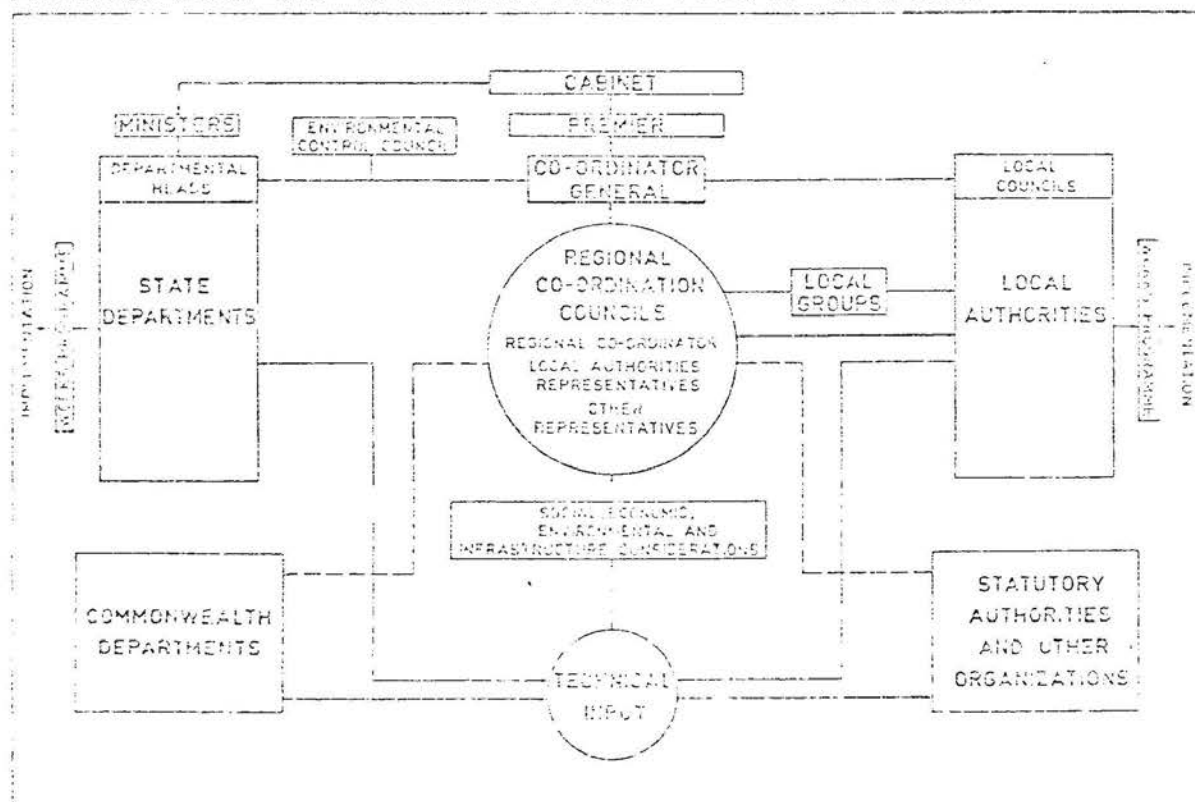 CABINET
MINISTERS
PREMIER
ENVIRONMENTAL
CONTROL COUNCIL
DEPARTMENTAL
HEADS
CO-ORDINATOR
GENERAL
LOCAL
COUNCILS
REGIONAL
CO-ORDINATION
COUNCILS
REGIONAL CO-ORDINATOR
LOCAL AUTHORITIES
REPRESENTATIVES
OTHER
REPRESENTATIVES
LOCAL
GROUPS
STATE
DEPARTMENTS
LOCAL
AUTHORITIES
SOCIAL, ECONOMIC,
ENVIRONMENTAL AND
INFRASTRUCTURE CONSIDERATIONS
COMMONWEALTH
DEPARTMENTS
TECHNICAL
INPUT
STATUTORY
AUTHORITIES
AND OTHER
ORGANIZATIONS